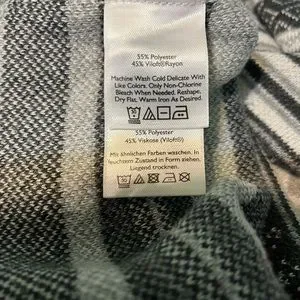 55% Polyester
45% Viloft®Rayon
Machine Wash Cold Delicate With
Like Colors. Only Non-Chlorine
Bleach When Needed. Reshape,
Dry Flat. Warm Iron As Desired.
55% Polyester
45% Viskose (Viloft®)
Mit ähnlichen Farben waschen. In
feuchtem Zustand in Form ziehen.
Liegend trocknen.
30